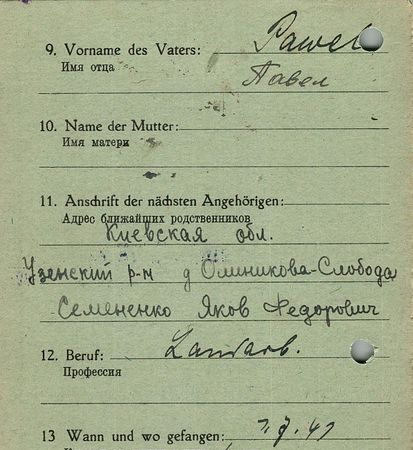 9. Vorname des Vaters: Pawel
Имя отца
Павел
10. Name der Mutter:
Имя матери
11. Anschrift der nächsten Angehörigen:
Адрес ближайших родственников
Киевская обл.
Узенский р-н д Олиникова-Слобода
Семененко Яков Федорович
12. Beruf: Landarb.
Профессия
13 Wann und wo gefangen: 7.41